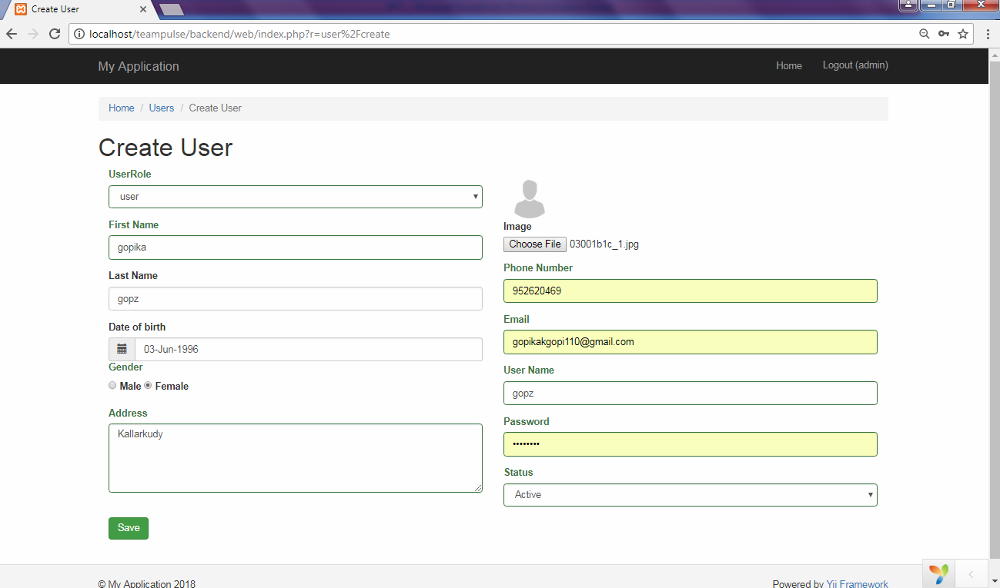 Create User
localhost/teampulse/backend/web/index.php?r=user%2Fcreate
My Application
Home Logout (admin)
Home / Users / Create User
Create User
UserRole
user
First Name
gopika
Last Name
gopz
Date of birth
03-Jun-1996
Gender
Male Female
Address
Kallarkudy
Save
Image
Choose File 03001b1c_1.jpg
Phone Number
952620469
Email
gopikakgopi110@gmail.com
User Name
gopz
Password
••••••••
Status
Active
© My Application 2018
Powered by Yii Framework